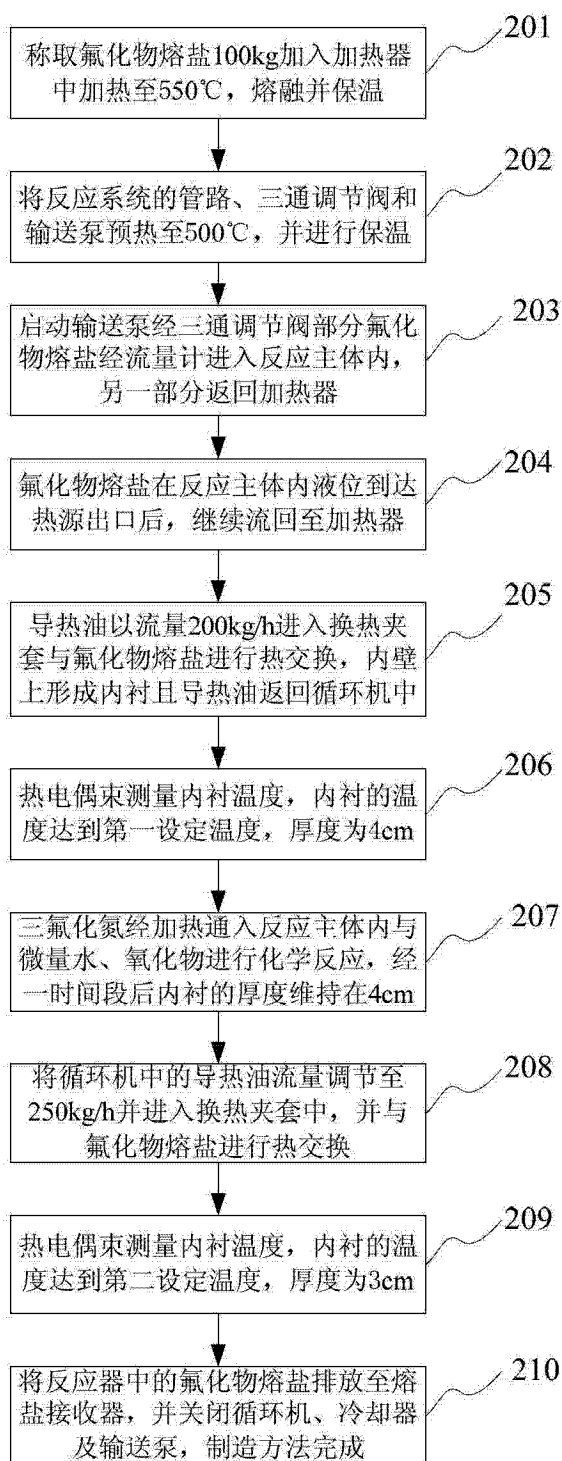 201
称取氟化物熔盐100kg加入加热器
中加热至550℃，熔融并保温
202
将反应系统的管路、三通调节阀和
输送泵预热至500℃，并进行保温
203
启动输送泵经三通调节阀部分氟化
物熔盐经流量计进入反应主体内，
另一部分返回加热器
204
氟化物熔盐在反应主体内液位到达
热源出口后，继续流回至加热器
205
导热油以流量200kg/h进入换热夹
套与氟化物熔盐进行热交换，内壁
上形成内衬且导热油返回循环机中
206
热电偶束测量内衬温度，内衬的温
度达到第一设定温度，厚度为4cm
207
三氟化氮经加热通入反应主体内与
微量水、氧化物进行化学反应，经
一时间段后内衬的厚度维持在4cm
208
将循环机中的导热油流量调节至
250kg/h并进入换热夹套中，并与
氟化物熔盐进行热交换
209
热电偶束测量内衬温度，内衬的温
度达到第二设定温度，厚度为3cm
210
将反应器中的氟化物熔盐排放至熔
盐接收器，并关闭循环机、冷却器
及输送泵，制造方法完成